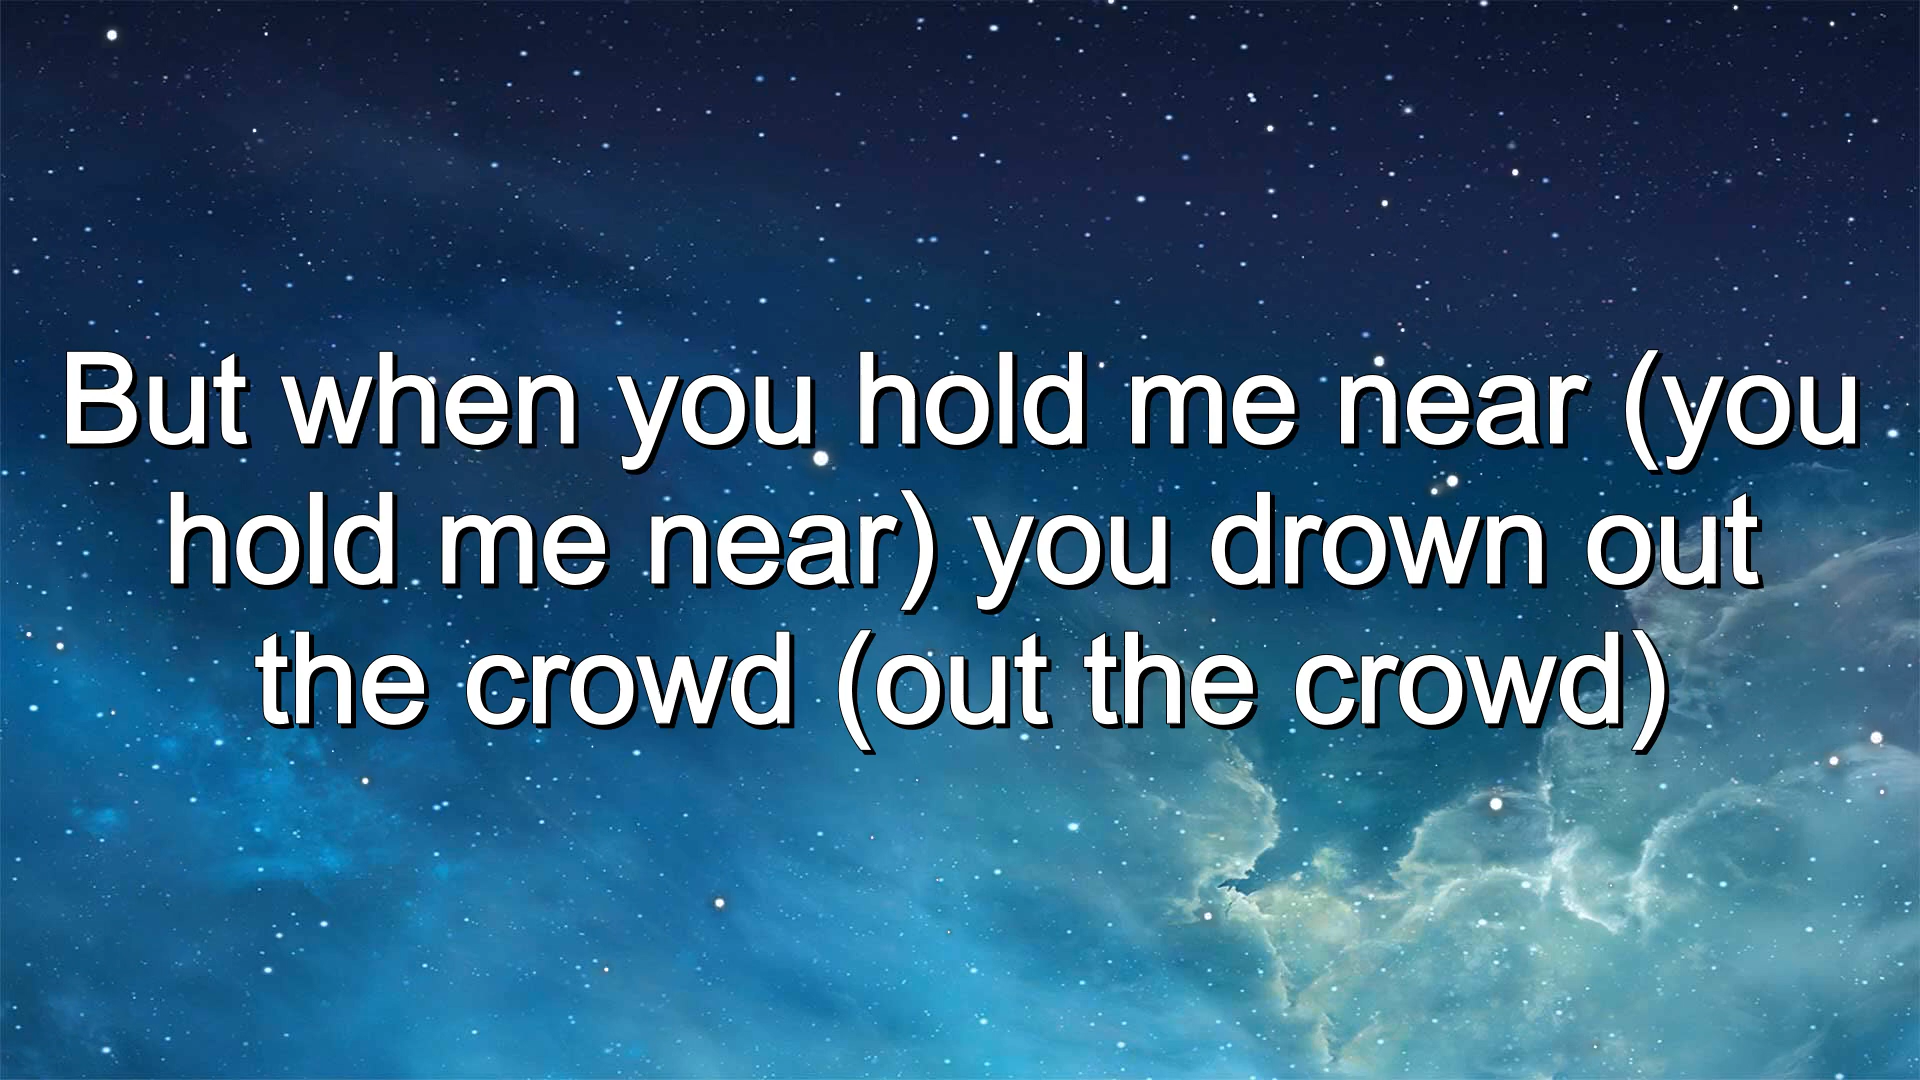 But when you hold me near (you
hold me near) you drown out
the crowd (out the crowd)